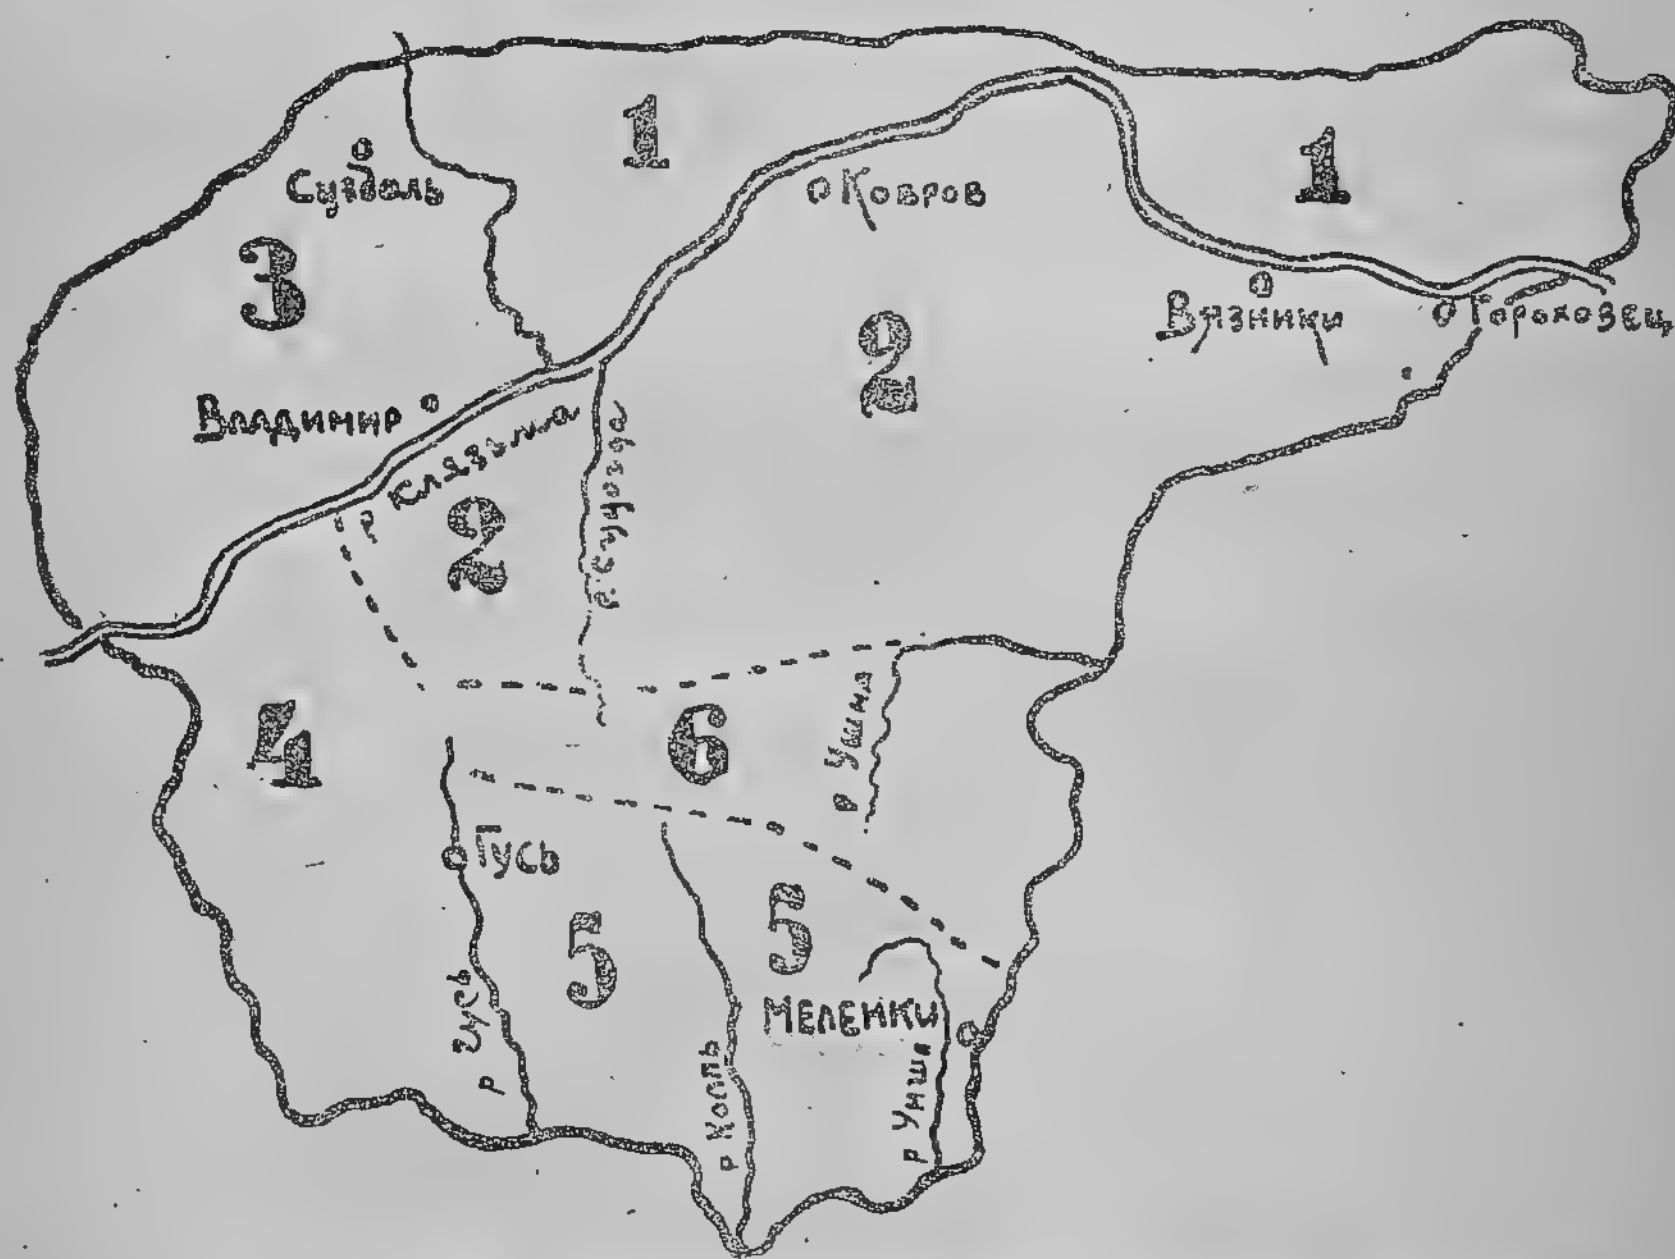 1
1
Суздаль
О Ковров
3
Вязники
Гороховец
2
Владимир
р Клязьма
р. Судогда
2
4
6
р Ушна
Гусь
5
5
Меленки
р Гусь
р Колпь
р Унша